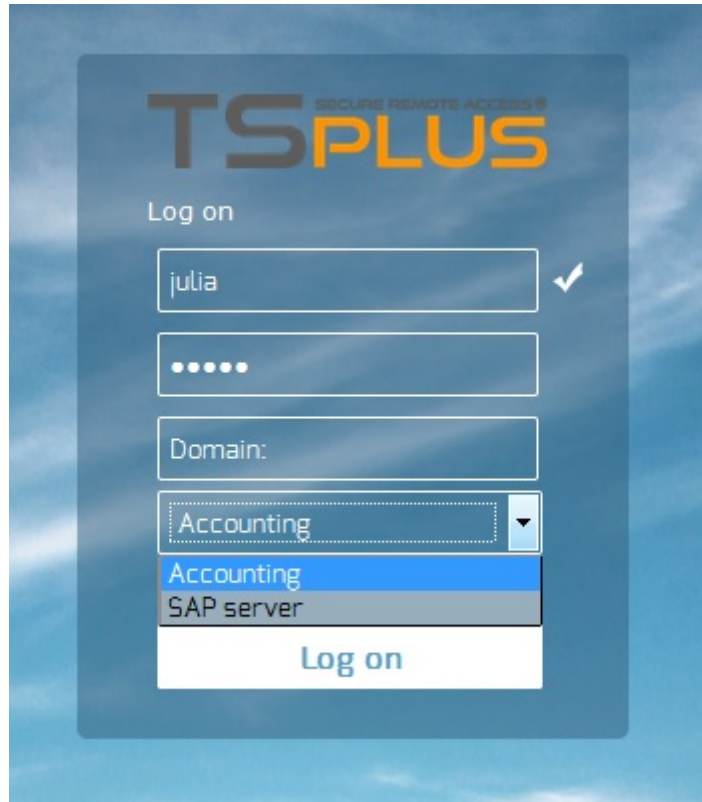 TSPLUS SECURE REMOTE ACCESS®
Log on
julia
•••••
Domain:
Accounting
Accounting
SAP server
Log on